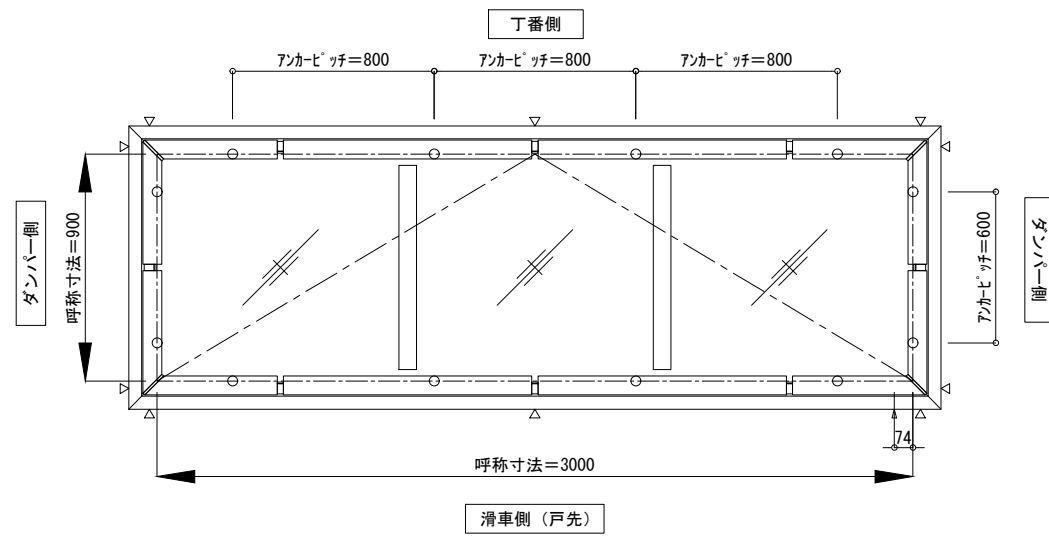 丁番側
アンカーピッチ=800
アンカーピッチ=800
アンカーピッチ=800
ダンパー側
呼称寸法=900
アンカーピッチ=600
ダンパー側
74
呼称寸法=3000
滑車側（戸先）